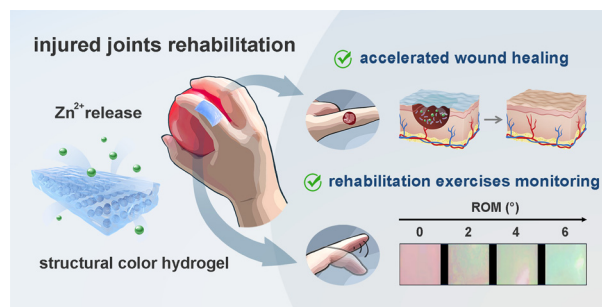 injured joints rehabilitation
Zn2+ release
structural color hydrogel
accelerated wound healing
rehabilitation exercises monitoring
ROM (°)
0 2 4 6